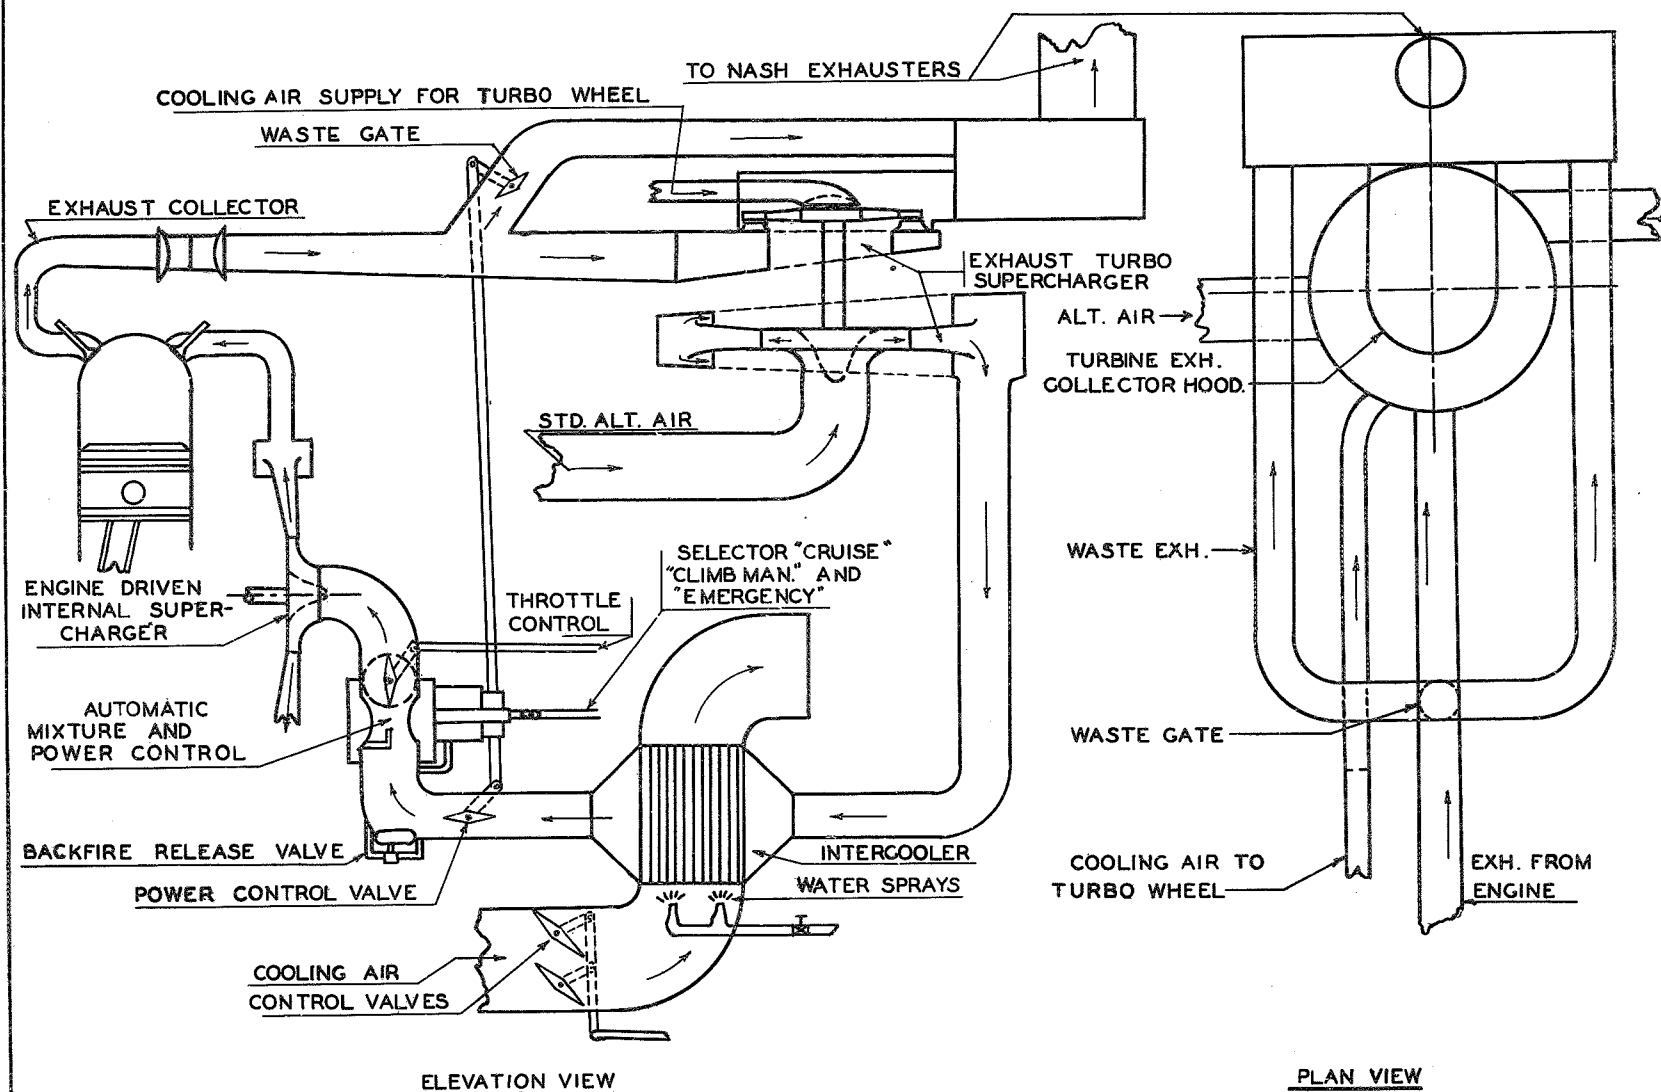 TO NASH EXHAUSTERS
COOLING AIR SUPPLY FOR TURBO WHEEL
WASTE GATE
EXHAUST COLLECTOR
EXHAUST TURBO
SUPERCHARGER
STD. ALT. AIR
SELECTOR "CRUISE"
"CLIMB MAN." AND
"EMERGENCY"
THROTTLE
CONTROL
ENGINE DRIVEN
INTERNAL SUPER-
CHARGER
AUTOMATIC
MIXTURE AND
POWER CONTROL
BACKFIRE RELEASE VALVE
POWER CONTROL VALVE
INTERCOOLER
WATER SPRAYS
COOLING AIR
CONTROL VALVES
ELEVATION VIEW
ALT. AIR
TURBINE EXH.
COLLECTOR HOOD.
WASTE EXH.
WASTE GATE
COOLING AIR TO
TURBO WHEEL
EXH. FROM
ENGINE
PLAN VIEW